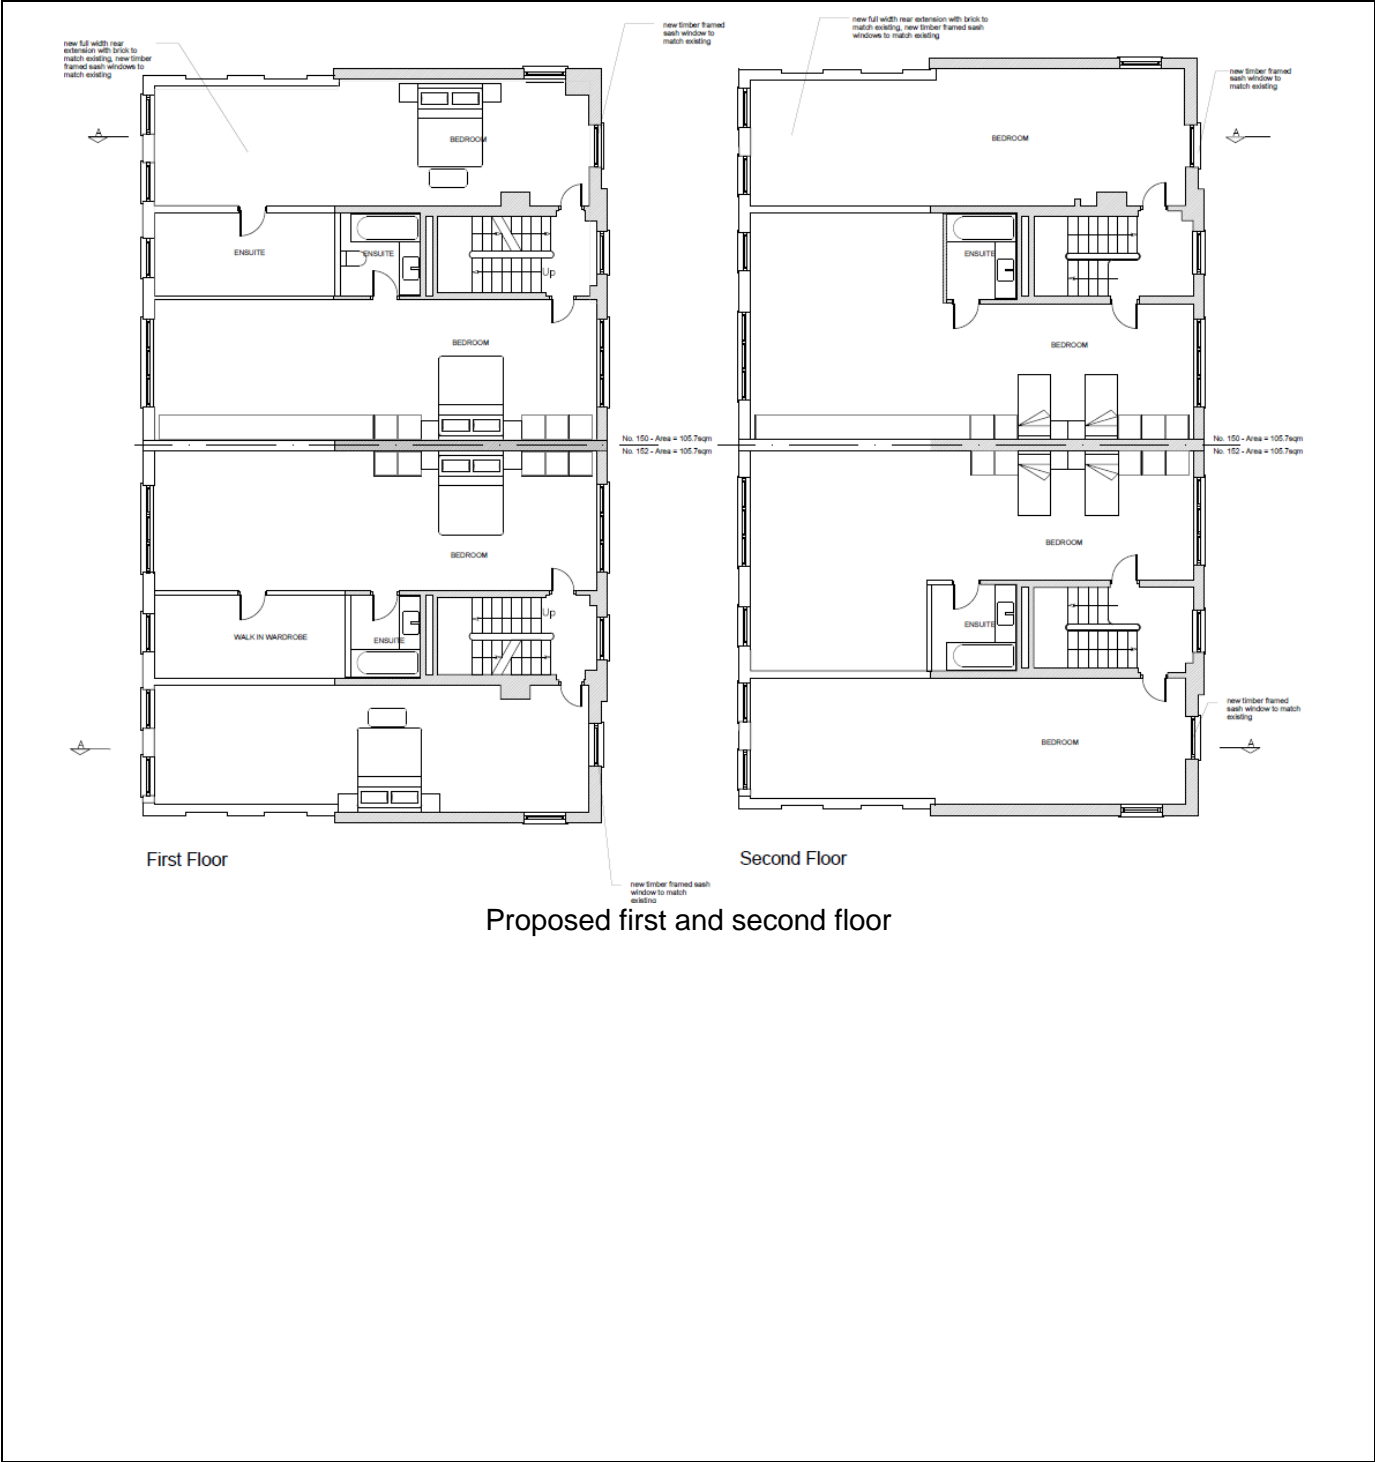 new full width rear
extension with brick to
match existing, new timber
framed sash windows to
match existing
new timber framed
sash window to
match existing
new full width rear extension with brick to
match existing, new timber framed sash
windows to match existing
new timber framed
sash window to
match existing
A
BEDROOM
BEDROOM
A
ENSUITE
ENSUITE
Up
ENSUITE
BEDROOM
BEDROOM
No. 150 - Area = 105.7sqm
No. 152 - Area = 105.7sqm
No. 150 - Area = 105.7sqm
No. 152 - Area = 105.7sqm
BEDROOM
BEDROOM
WALK IN WARDROBE
ENSUITE
Up
ENSUITE
new timber framed
sash window to match
existing
A
BEDROOM
A
First Floor
Second Floor
new timber framed sash
window to match
existing
Proposed first and second floor